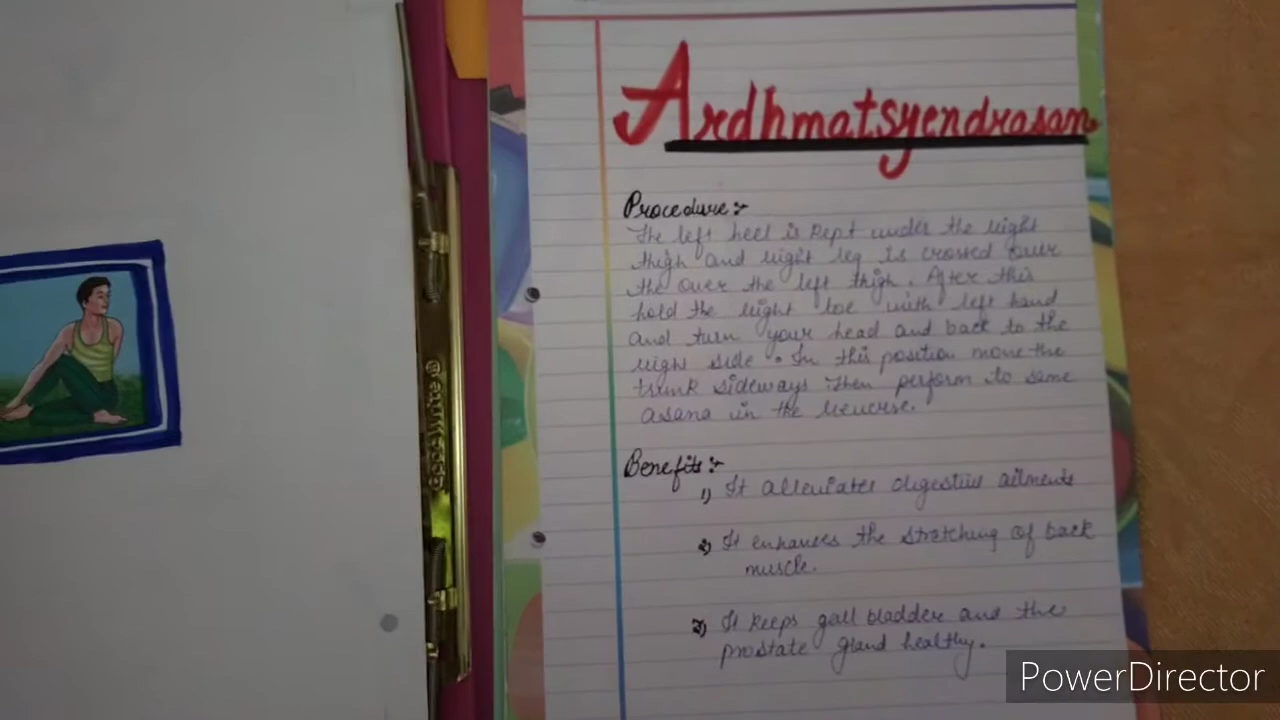 Ardhmatsyendrasan
Procedure:-
The left heel is kept under the right
thigh and right leg is crossed over
the over the left thigh. After this
hold the right toe with left hand
and turn your head and back to the
right side. In this position move the
trunk sideways Then perform to same
asana in the reverse.
Benefits:-
1) It alleviates digestive ailments
2) It enhances the stretching of back
muscle.
3) It keeps gall bladder and the
prostate gland healthy.
PowerDirector